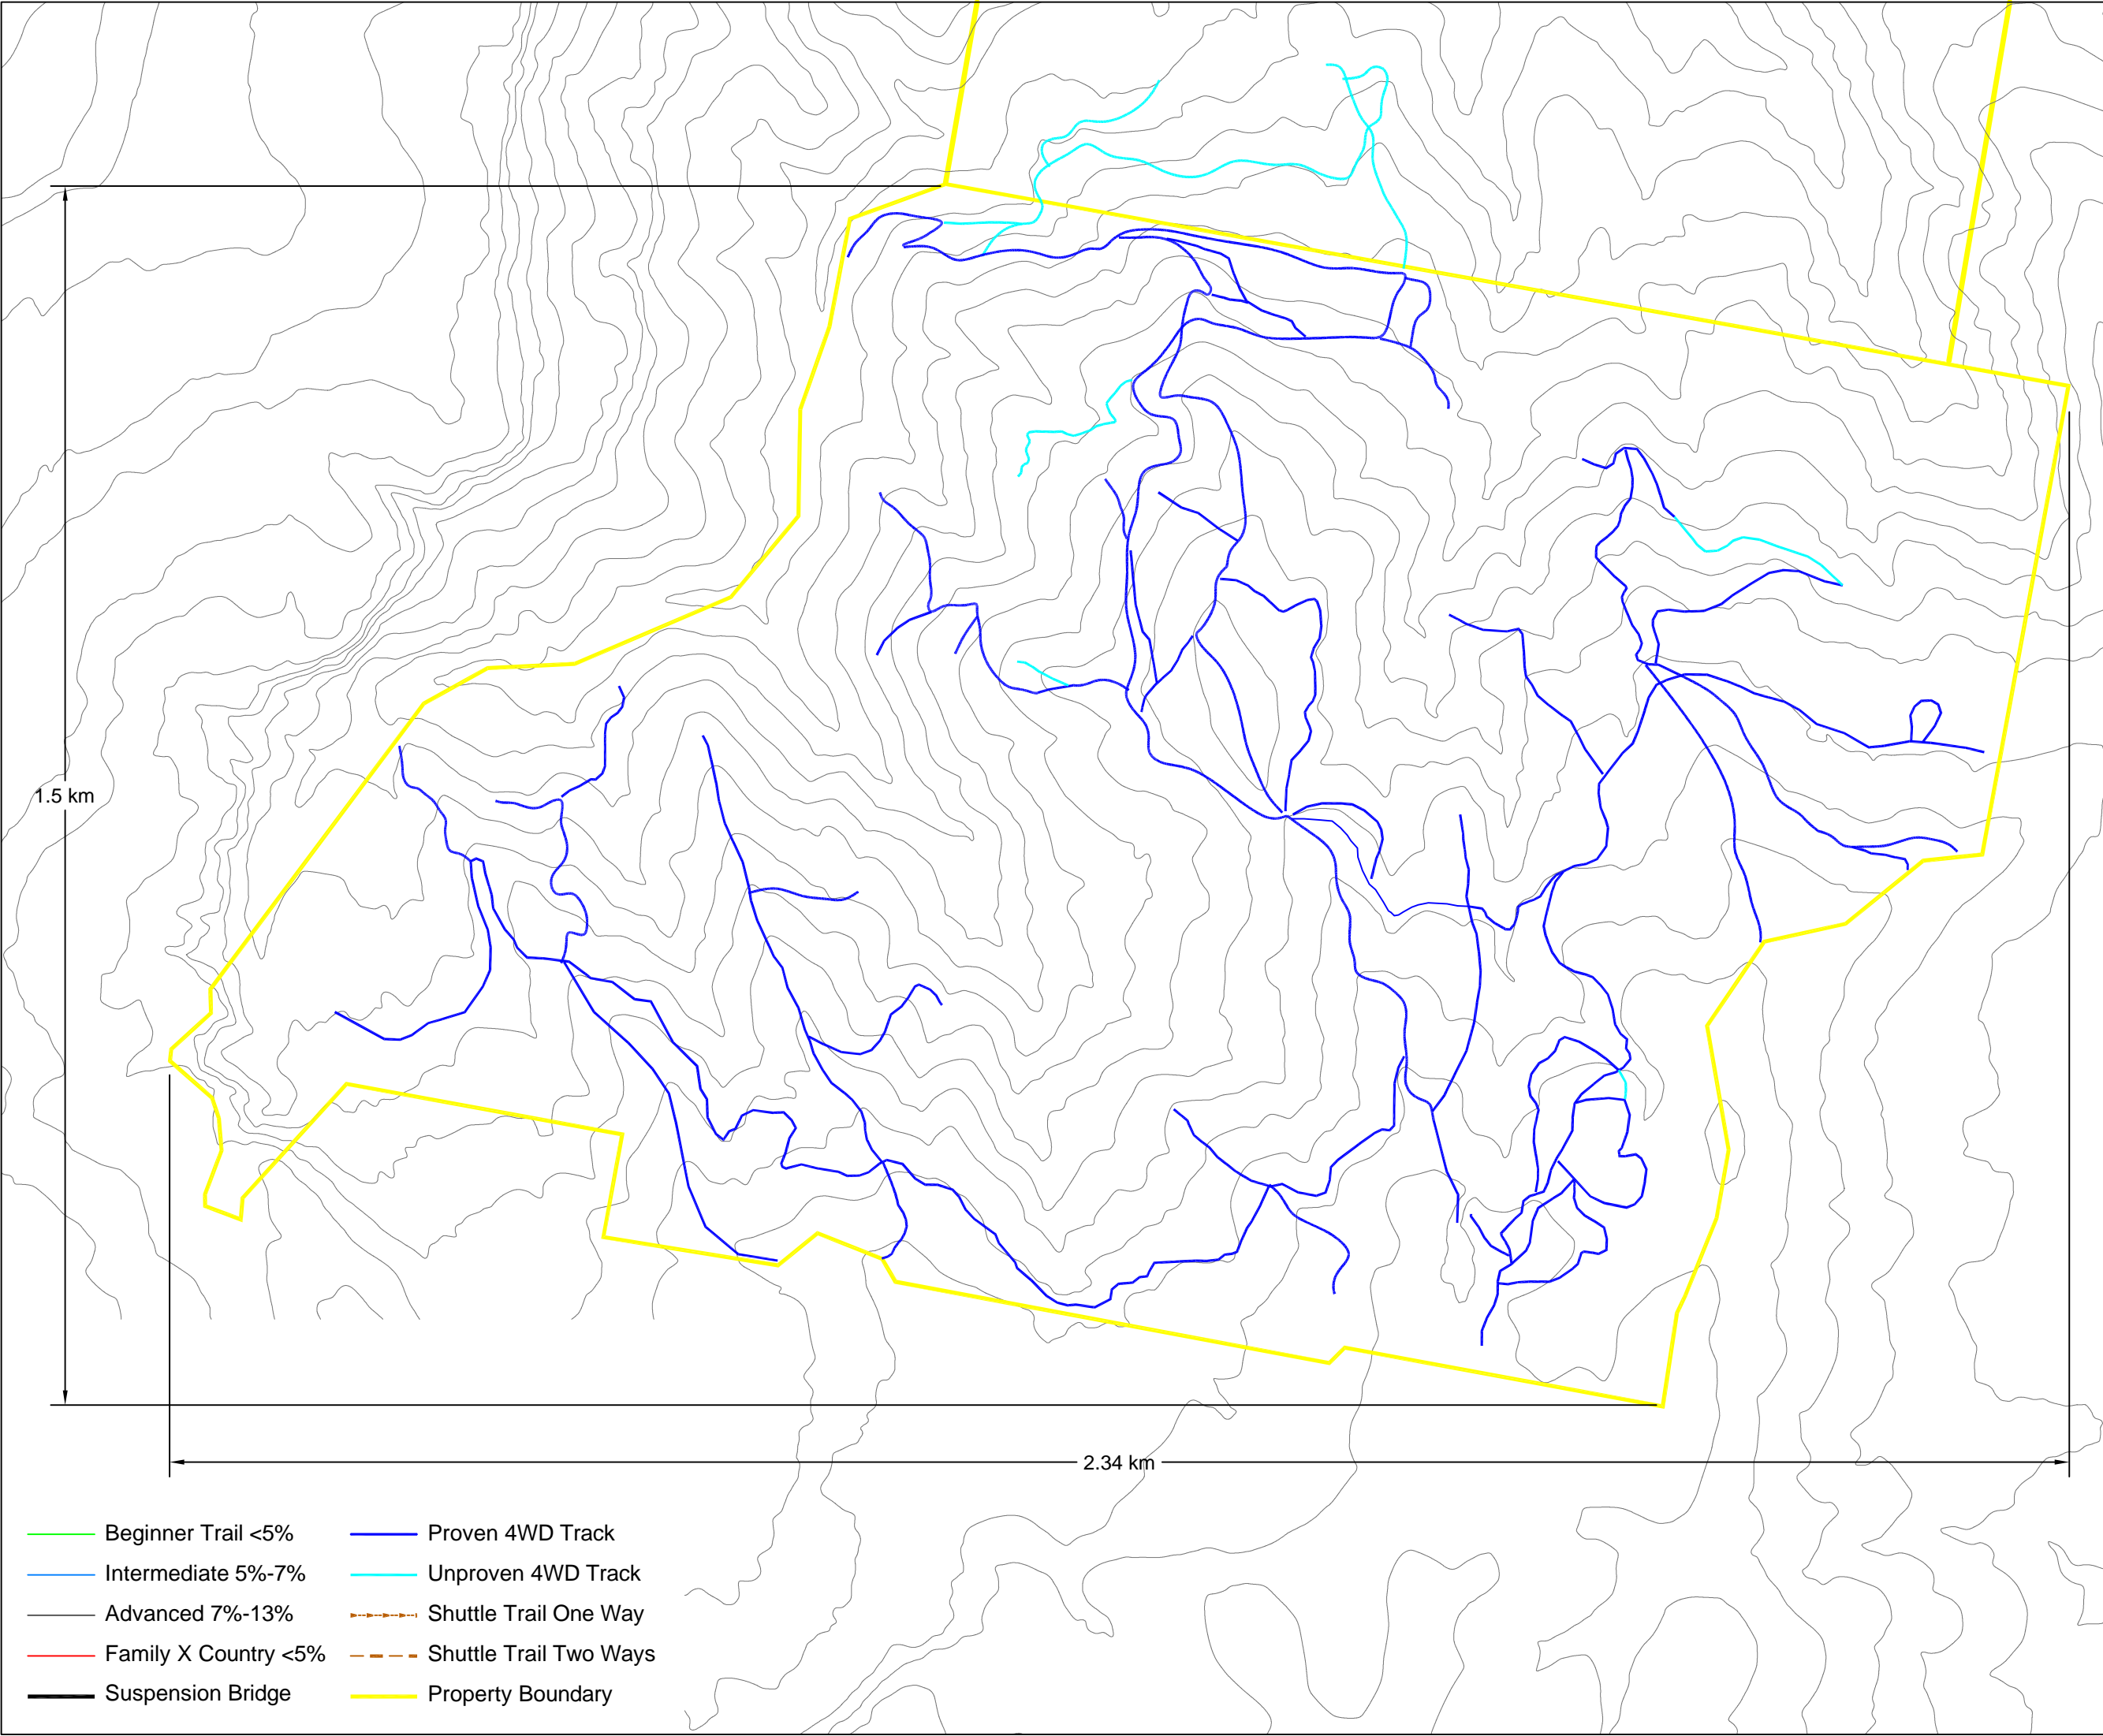 1.5 km
2.34 km
Beginner Trail <5%
Intermediate 5%-7%
Advanced 7%-13%
Family X Country <5%
Suspension Bridge
Proven 4WD Track
Unproven 4WD Track
Shuttle Trail One Way
Shuttle Trail Two Ways
Property Boundary